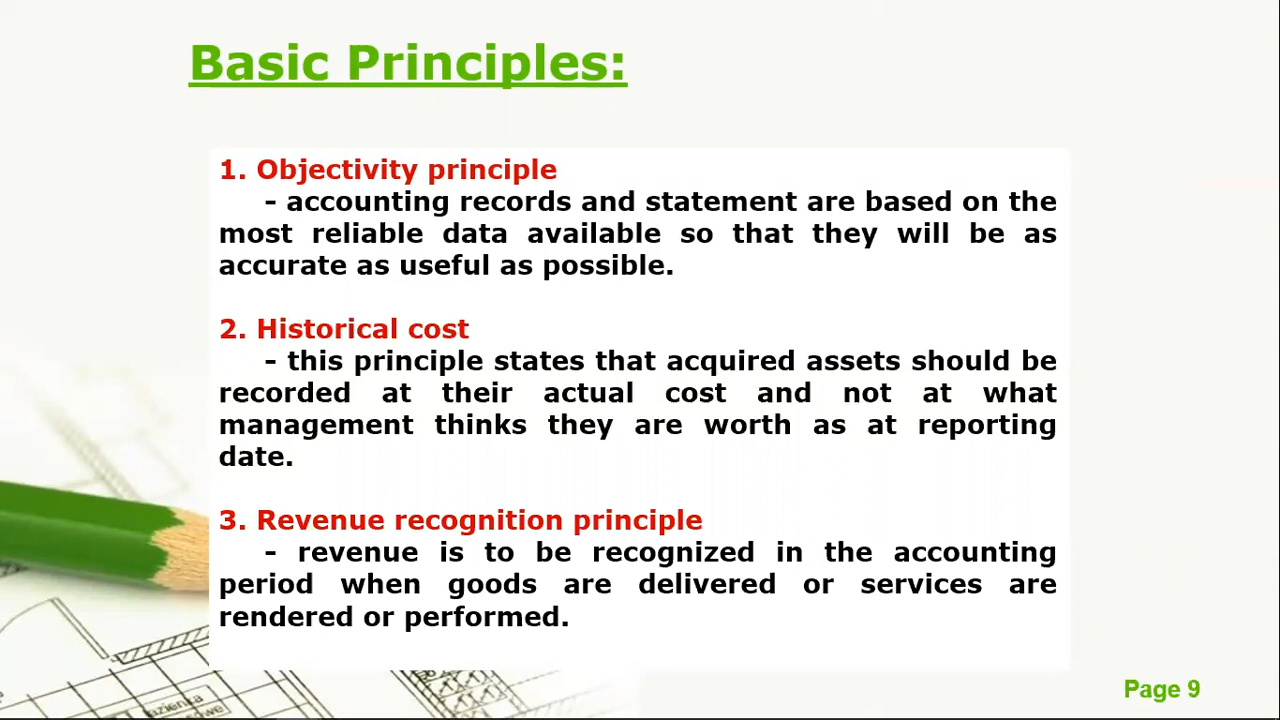 Basic Principles:
1. Objectivity principle
- accounting records and statement are based on the
most reliable data available so that they will be as
accurate as useful as possible.
2. Historical cost
- this principle states that acquired assets should be
recorded at their actual cost and not at what
management thinks they are worth as at reporting
date.
3. Revenue recognition principle
- revenue is to be recognized in the accounting
period when goods are delivered or services are
rendered or performed.
Page 9